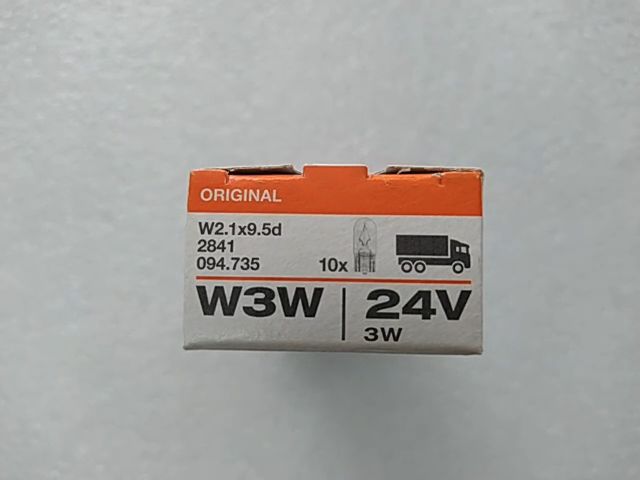 ORIGINAL
W2.1x9.5d
2841
094.735
10x
W3W
24V
3W